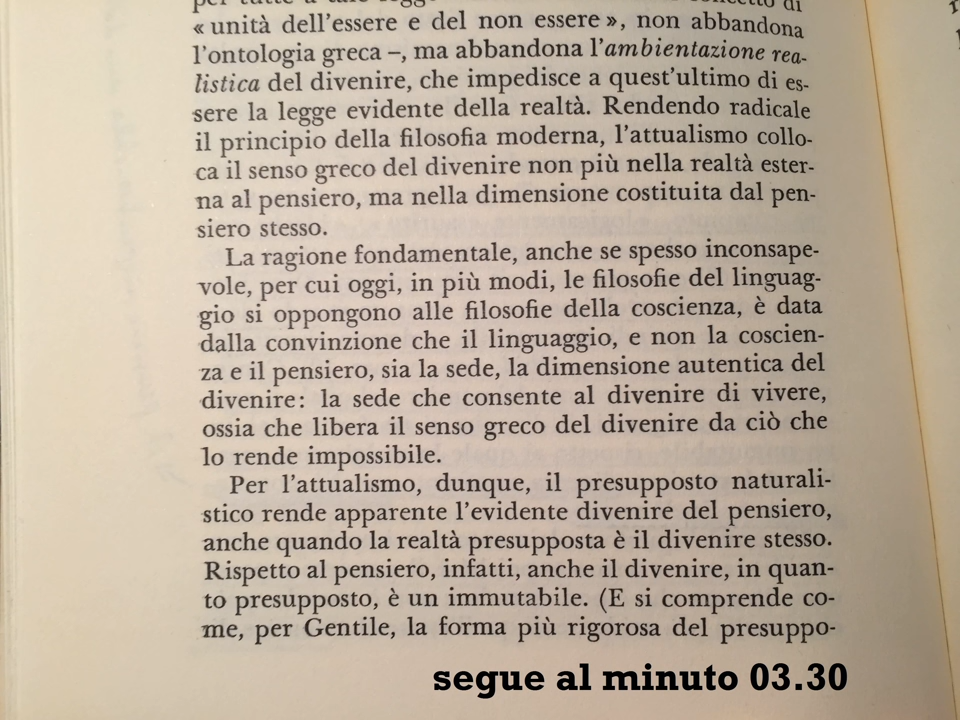 per tutte a tale legge
di
« unità dell'essere e del non essere », non abbandona
l'ontologia greca –, ma abbandona l'ambientazione rea-
listica del divenire, che impedisce a quest'ultimo di es-
sere la legge evidente della realtà. Rendendo radicale
il principio della filosofia moderna, l'attualismo collo-
ca il senso greco del divenire non più nella realtà ester-
na al pensiero, ma nella dimensione costituita dal pen-
siero stesso.
La ragione fondamentale, anche se spesso inconsape-
vole, per cui oggi, in più modi, le filosofie del linguag-
gio si oppongono alle filosofie della coscienza, è data
dalla convinzione che il linguaggio, e non la coscien-
za e il pensiero, sia la sede, la dimensione autentica del
divenire: la sede che consente al divenire di vivere,
ossia che libera il senso greco del divenire da ciò che
lo rende impossibile.
Per l'attualismo, dunque, il presupposto naturali-
stico rende apparente l'evidente divenire del pensiero,
anche quando la realtà presupposta è il divenire stesso.
Rispetto al pensiero, infatti, anche il divenire, in quan-
to presupposto, è un immutabile. (E si comprende co-
me, per Gentile, la forma più rigorosa del presuppo-
segue al minuto 03.30